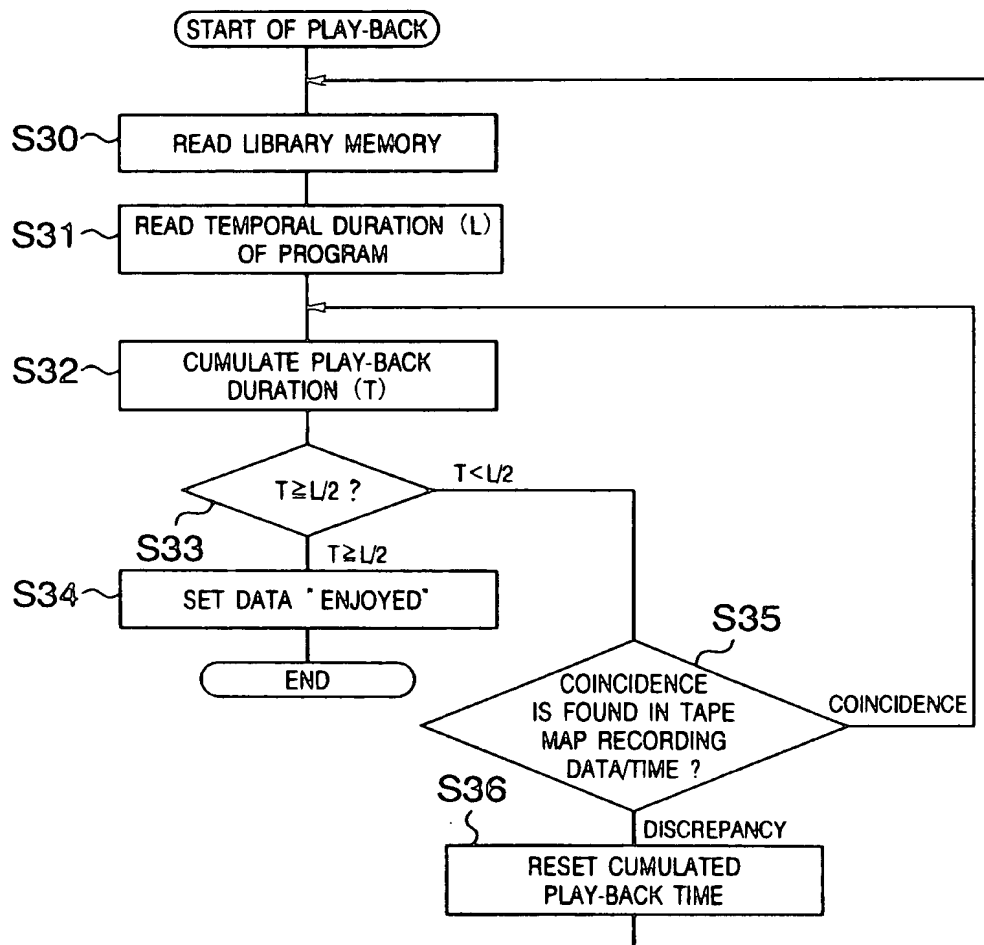 START OF PLAY-BACK
S30
READ LIBRARY MEMORY
S31
READ TEMPORAL DURATION (L)
OF PROGRAM
S32
CUMULATE PLAY-BACK
DURATION (T)
T≧L/2 ?
T<L/2
S33
T≧L/2
S34
SET DATA "ENJOYED"
END
S35
COINCIDENCE
IS FOUND IN TAPE
MAP RECORDING
DATA/TIME ?
COINCIDENCE
S36
DISCREPANCY
RESET CUMULATED
PLAY-BACK TIME